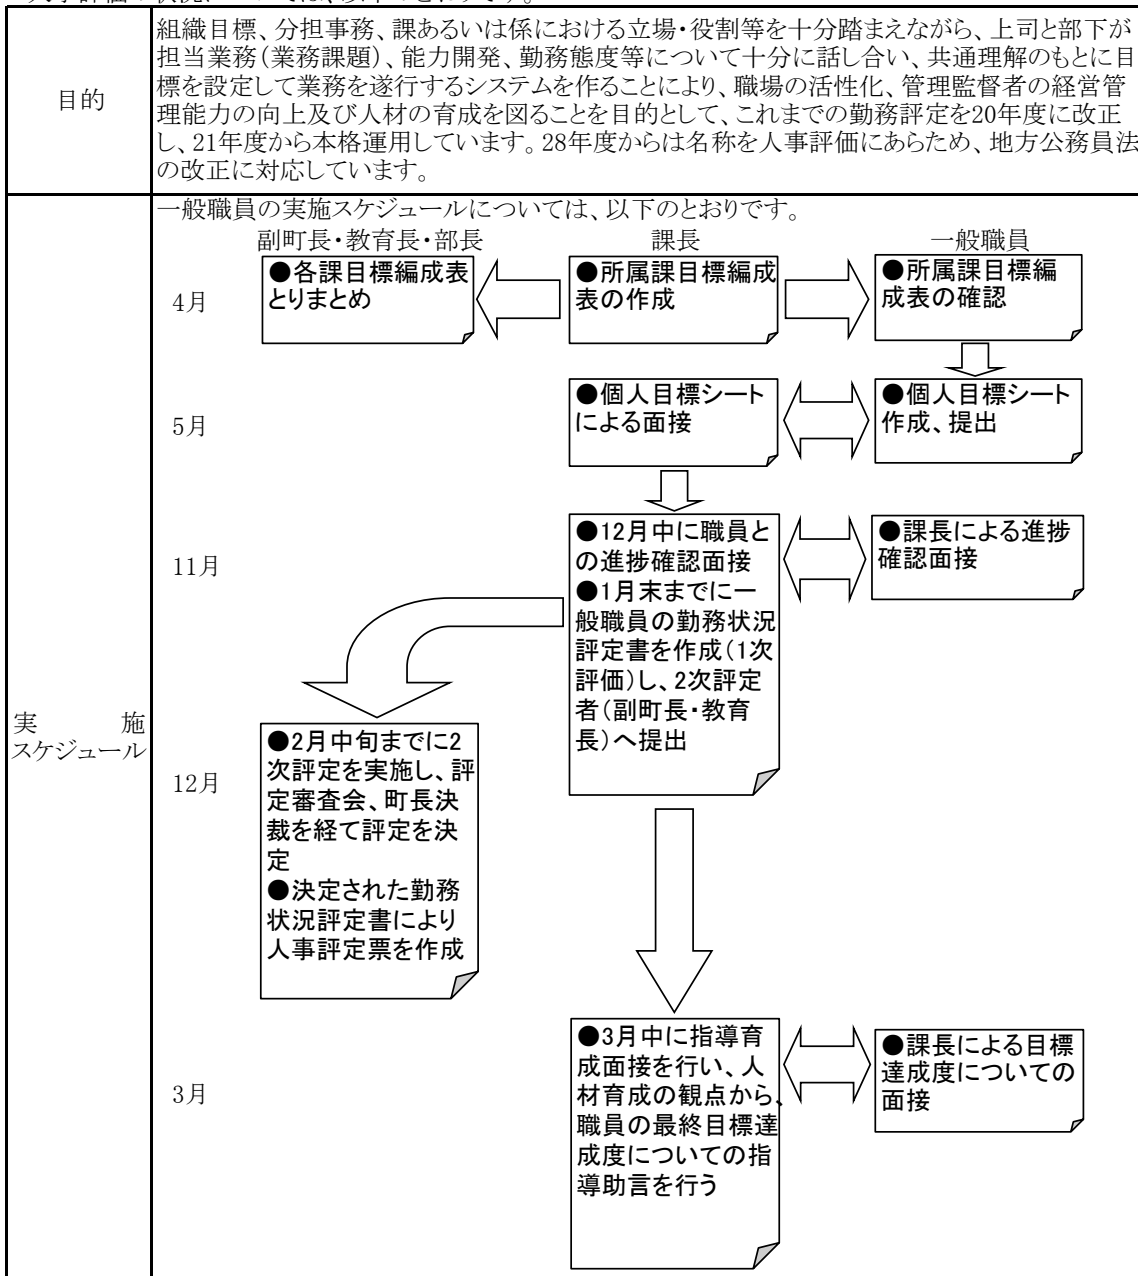 目的
組織目標、分担事務、課あるいは係における立場・役割等を十分踏まえながら、上司と部下が
担当業務(業務課題)、能力開発、勤務態度等について十分に話し合い、共通理解のもとに目
標を設定して業務を遂行するシステムを作ることにより、職場の活性化、管理監督者の経営管
理能力の向上及び人材の育成を図ることを目的として、これまでの勤務評定を20年度に改正
し、21年度から本格運用しています。28年度からは名称を人事評価にあらため、地方公務員法
の改正に対応しています。
実　　　施
スケジュール
一般職員の実施スケジュールについては、以下のとおりです。
副町長・教育長・部長
課長
一般職員
4月
●各課目標編成表
とりまとめ
●所属課目標編成
表の作成
●所属課目標編
成表の確認
5月
●個人目標シート
による面接
●個人目標シート
作成、提出
11月
●12月中に職員と
の進捗確認面接
●1月末までに一
般職員の勤務状況
評定書を作成(1次
評価)し、2次評定
者(副町長・教育
長)へ提出
●課長による進捗
確認面接
12月
●2月中旬までに2
次評定を実施し、評
定審査会、町長決
裁を経て評定を決
定
●決定された勤務
状況評定書により
人事評定票を作成
3月
●3月中に指導育
成面接を行い、人
材育成の観点から、
職員の最終目標達
成度についての指
導助言を行う
●課長による目標
達成度についての
面接